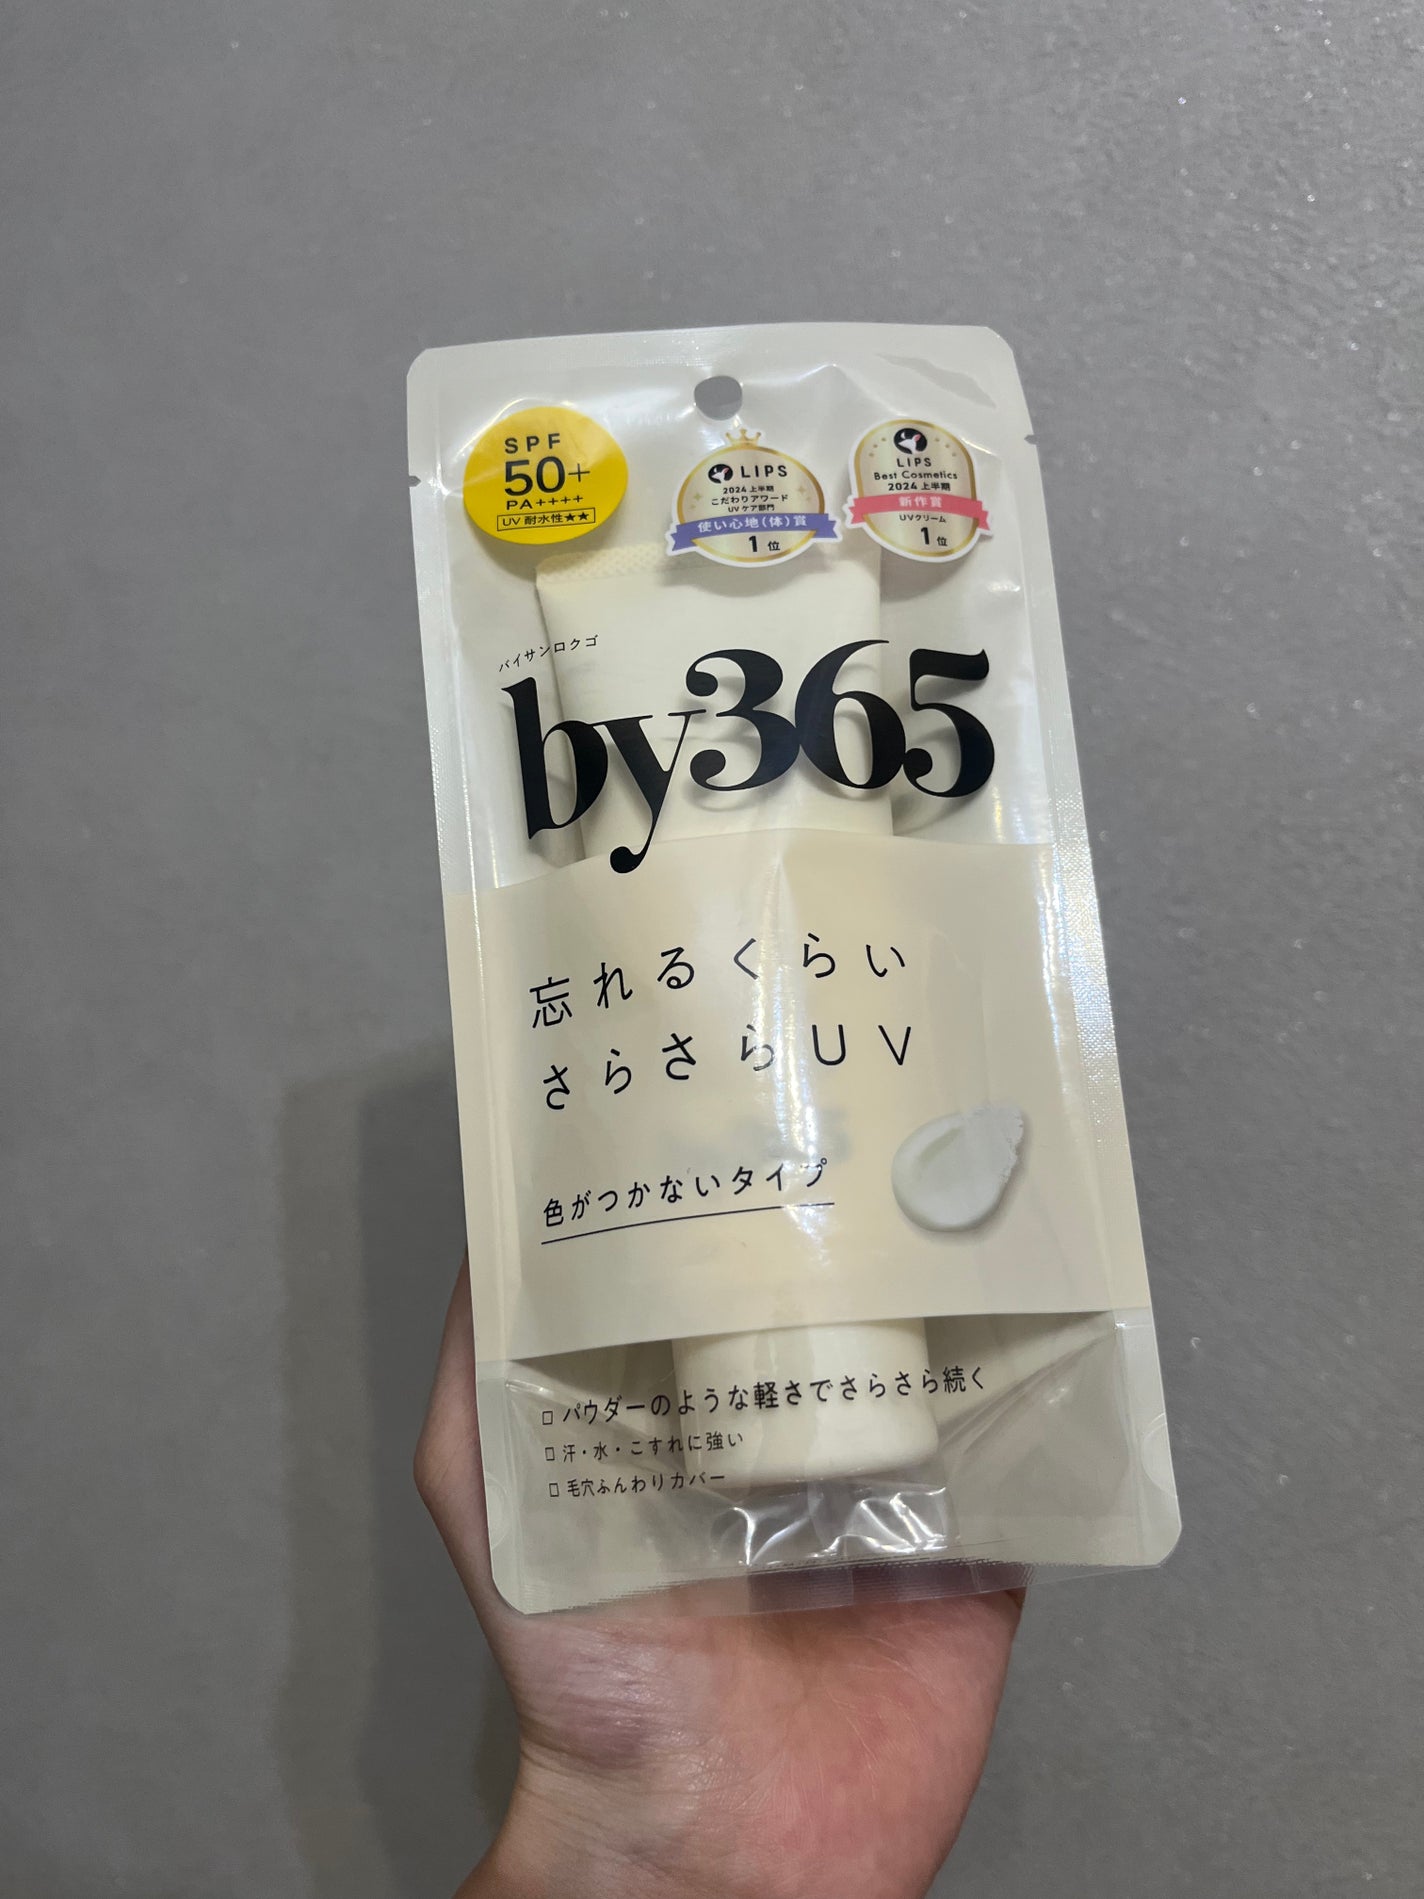 SPF
50+
PA++++
UV 耐水性★★
LIPS
2024 上半期
こだわりアワード
UVケア部門
使い心地(体)賞
1 位
LIPS
Best Cosmetics
2024 上半期
新作賞
UVクリーム
1 位
バイサンロクゴ
by365
忘れるくらい
さらさらUV
色がつかないタイプ
□ パウダーのような軽さでさらさら続く
□ 汗・水・こすれに強い
□ 毛穴ふんわりカバー